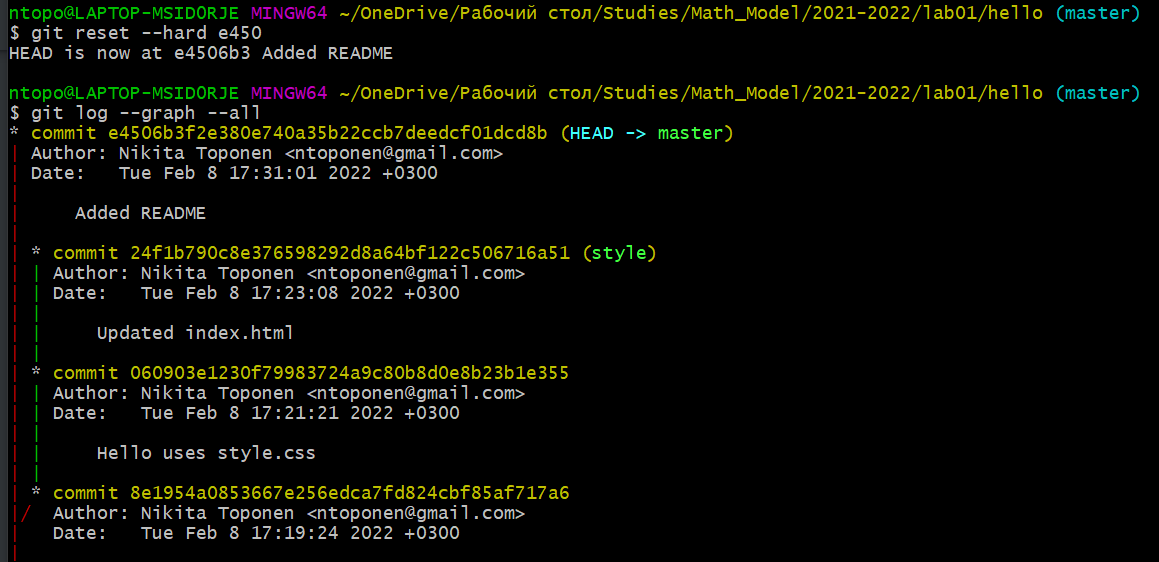 ntopo@LAPTOP-MSID0RJE MINGW64 ~/OneDrive/Рабочий стол/Studies/Math_Model/2021-2022/lab01/hello (master)
$ git reset --hard e450
HEAD is now at e4506b3 Added README
ntopo@LAPTOP-MSID0RJE MINGW64 ~/OneDrive/Рабочий стол/Studies/Math_Model/2021-2022/lab01/hello (master)
$ git log --graph --all
* commit e4506b3f2e380e740a35b22ccb7deedcf01dcd8b (HEAD -> master)
| Author: Nikita Toponen <ntoponen@gmail.com>
| Date:   Tue Feb 8 17:31:01 2022 +0300
|
|     Added README
|
| * commit 24f1b790c8e376598292d8a64bf122c506716a51 (style)
| | Author: Nikita Toponen <ntoponen@gmail.com>
| | Date:   Tue Feb 8 17:23:08 2022 +0300
| |
| |     Updated index.html
| |
| * commit 060903e1230f79983724a9c80b8d0e8b23b1e355
| | Author: Nikita Toponen <ntoponen@gmail.com>
| | Date:   Tue Feb 8 17:21:21 2022 +0300
| |
| |     Hello uses style.css
| |
| * commit 8e1954a0853667e256edca7fd824cbf85af717a6
|/  Author: Nikita Toponen <ntoponen@gmail.com>
|   Date:   Tue Feb 8 17:19:24 2022 +0300
|